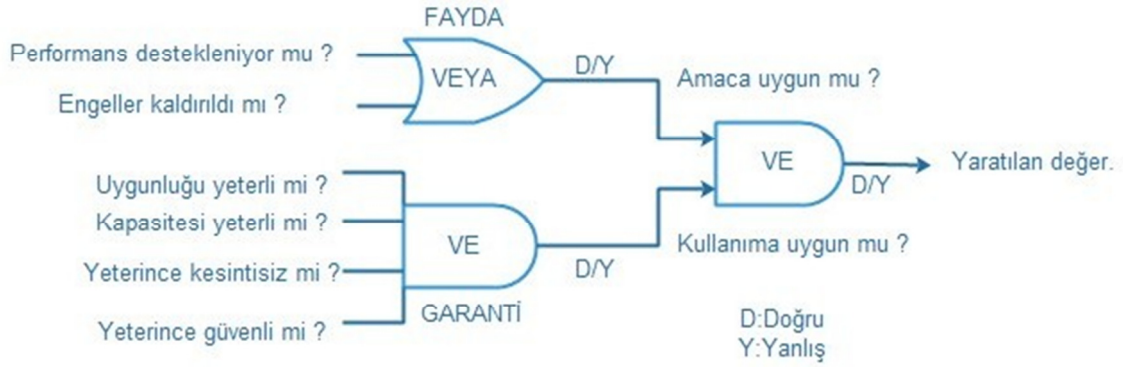 FAYDA
Performans destekleniyor mu ?
Engeller kaldırıldı mı ?
VEYA
D/Y
Amaca uygun mu ?
VE
D/Y
Yaratılan değer.
Uygunluğu yeterli mi ?
Kapasitesi yeterli mi ?
Yeterince kesintisiz mi ?
Yeterince güvenli mi ?
VE
GARANTİ
D/Y
Kullanıma uygun mu ?
D:Doğru
Y:Yanlış